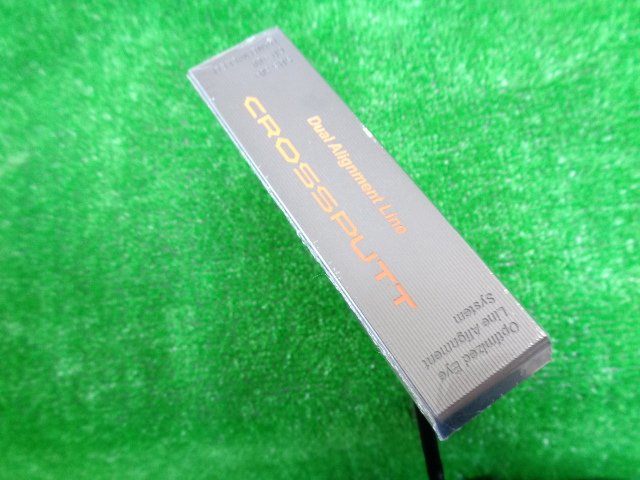 Dual Alignment Line
CROSSPUTT
Optimized Eye
Line Alignment
System